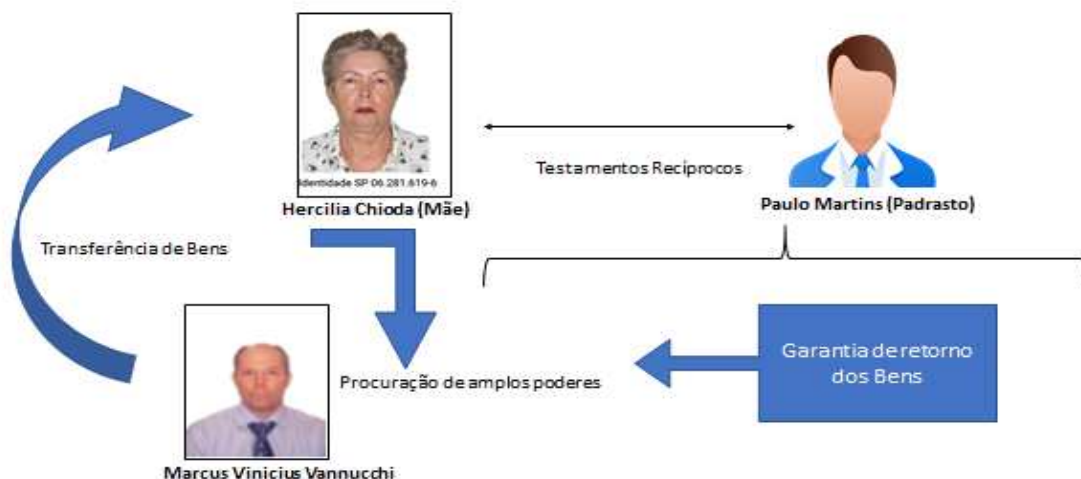 Identidade SP 06.281.619-6
Hercilia Chioda (Mãe)
Testamentos Recíprocos
Paulo Martins (Padrasto)
Transferência de Bens
Garantia de retorno
dos Bens
Procuração de amplos poderes
Marcus Vinicius Vannucchi